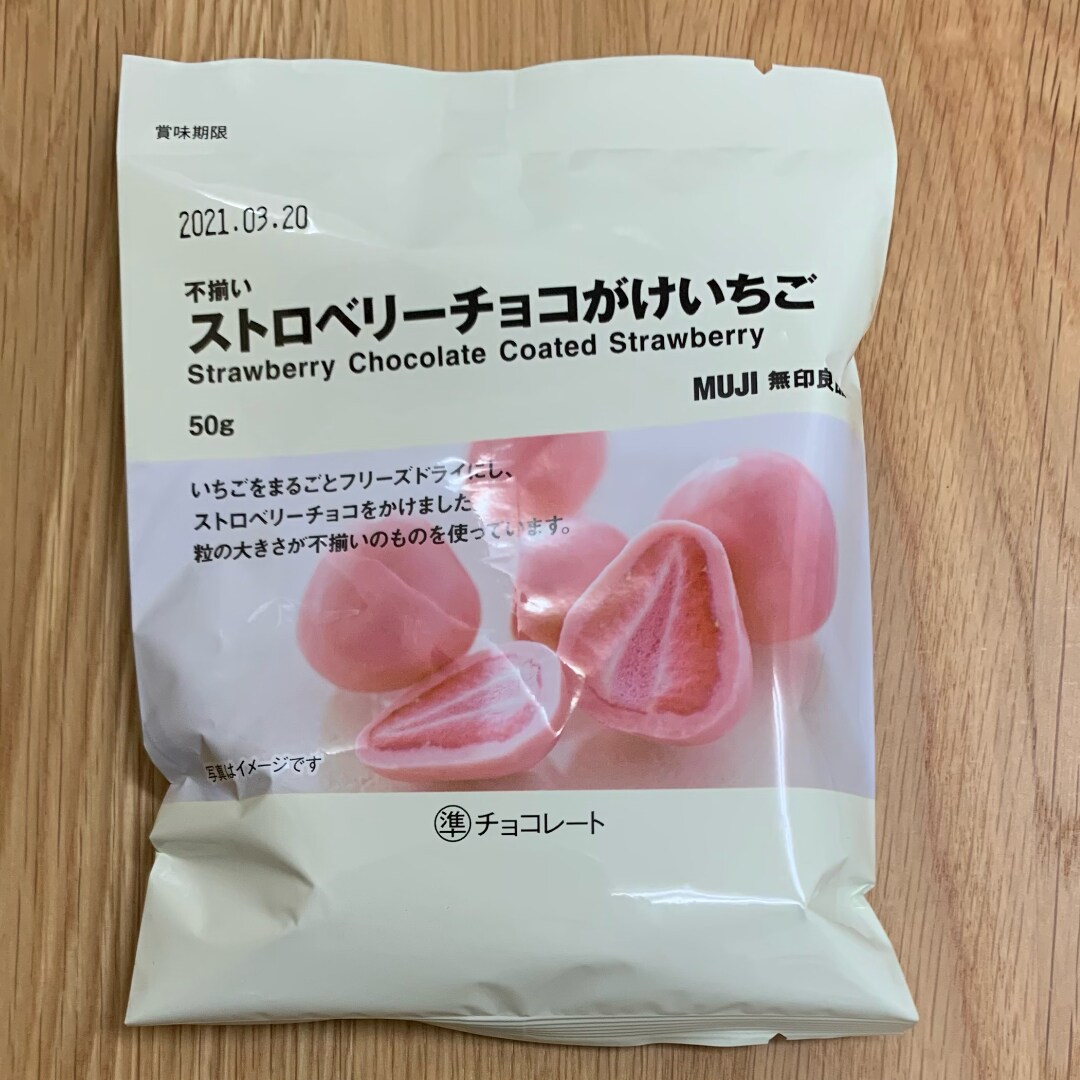 賞味期限
2021.03.20
不揃い
ストロベリーチョコがけいちご
Strawberry Chocolate Coated Strawberry
MUJI 無印良品
50g
いちごをまるごとフリーズドライにし、
ストロベリーチョコをかけました。
粒の大きさが不揃いのものを使っています。
写真はイメージです
準チョコレート